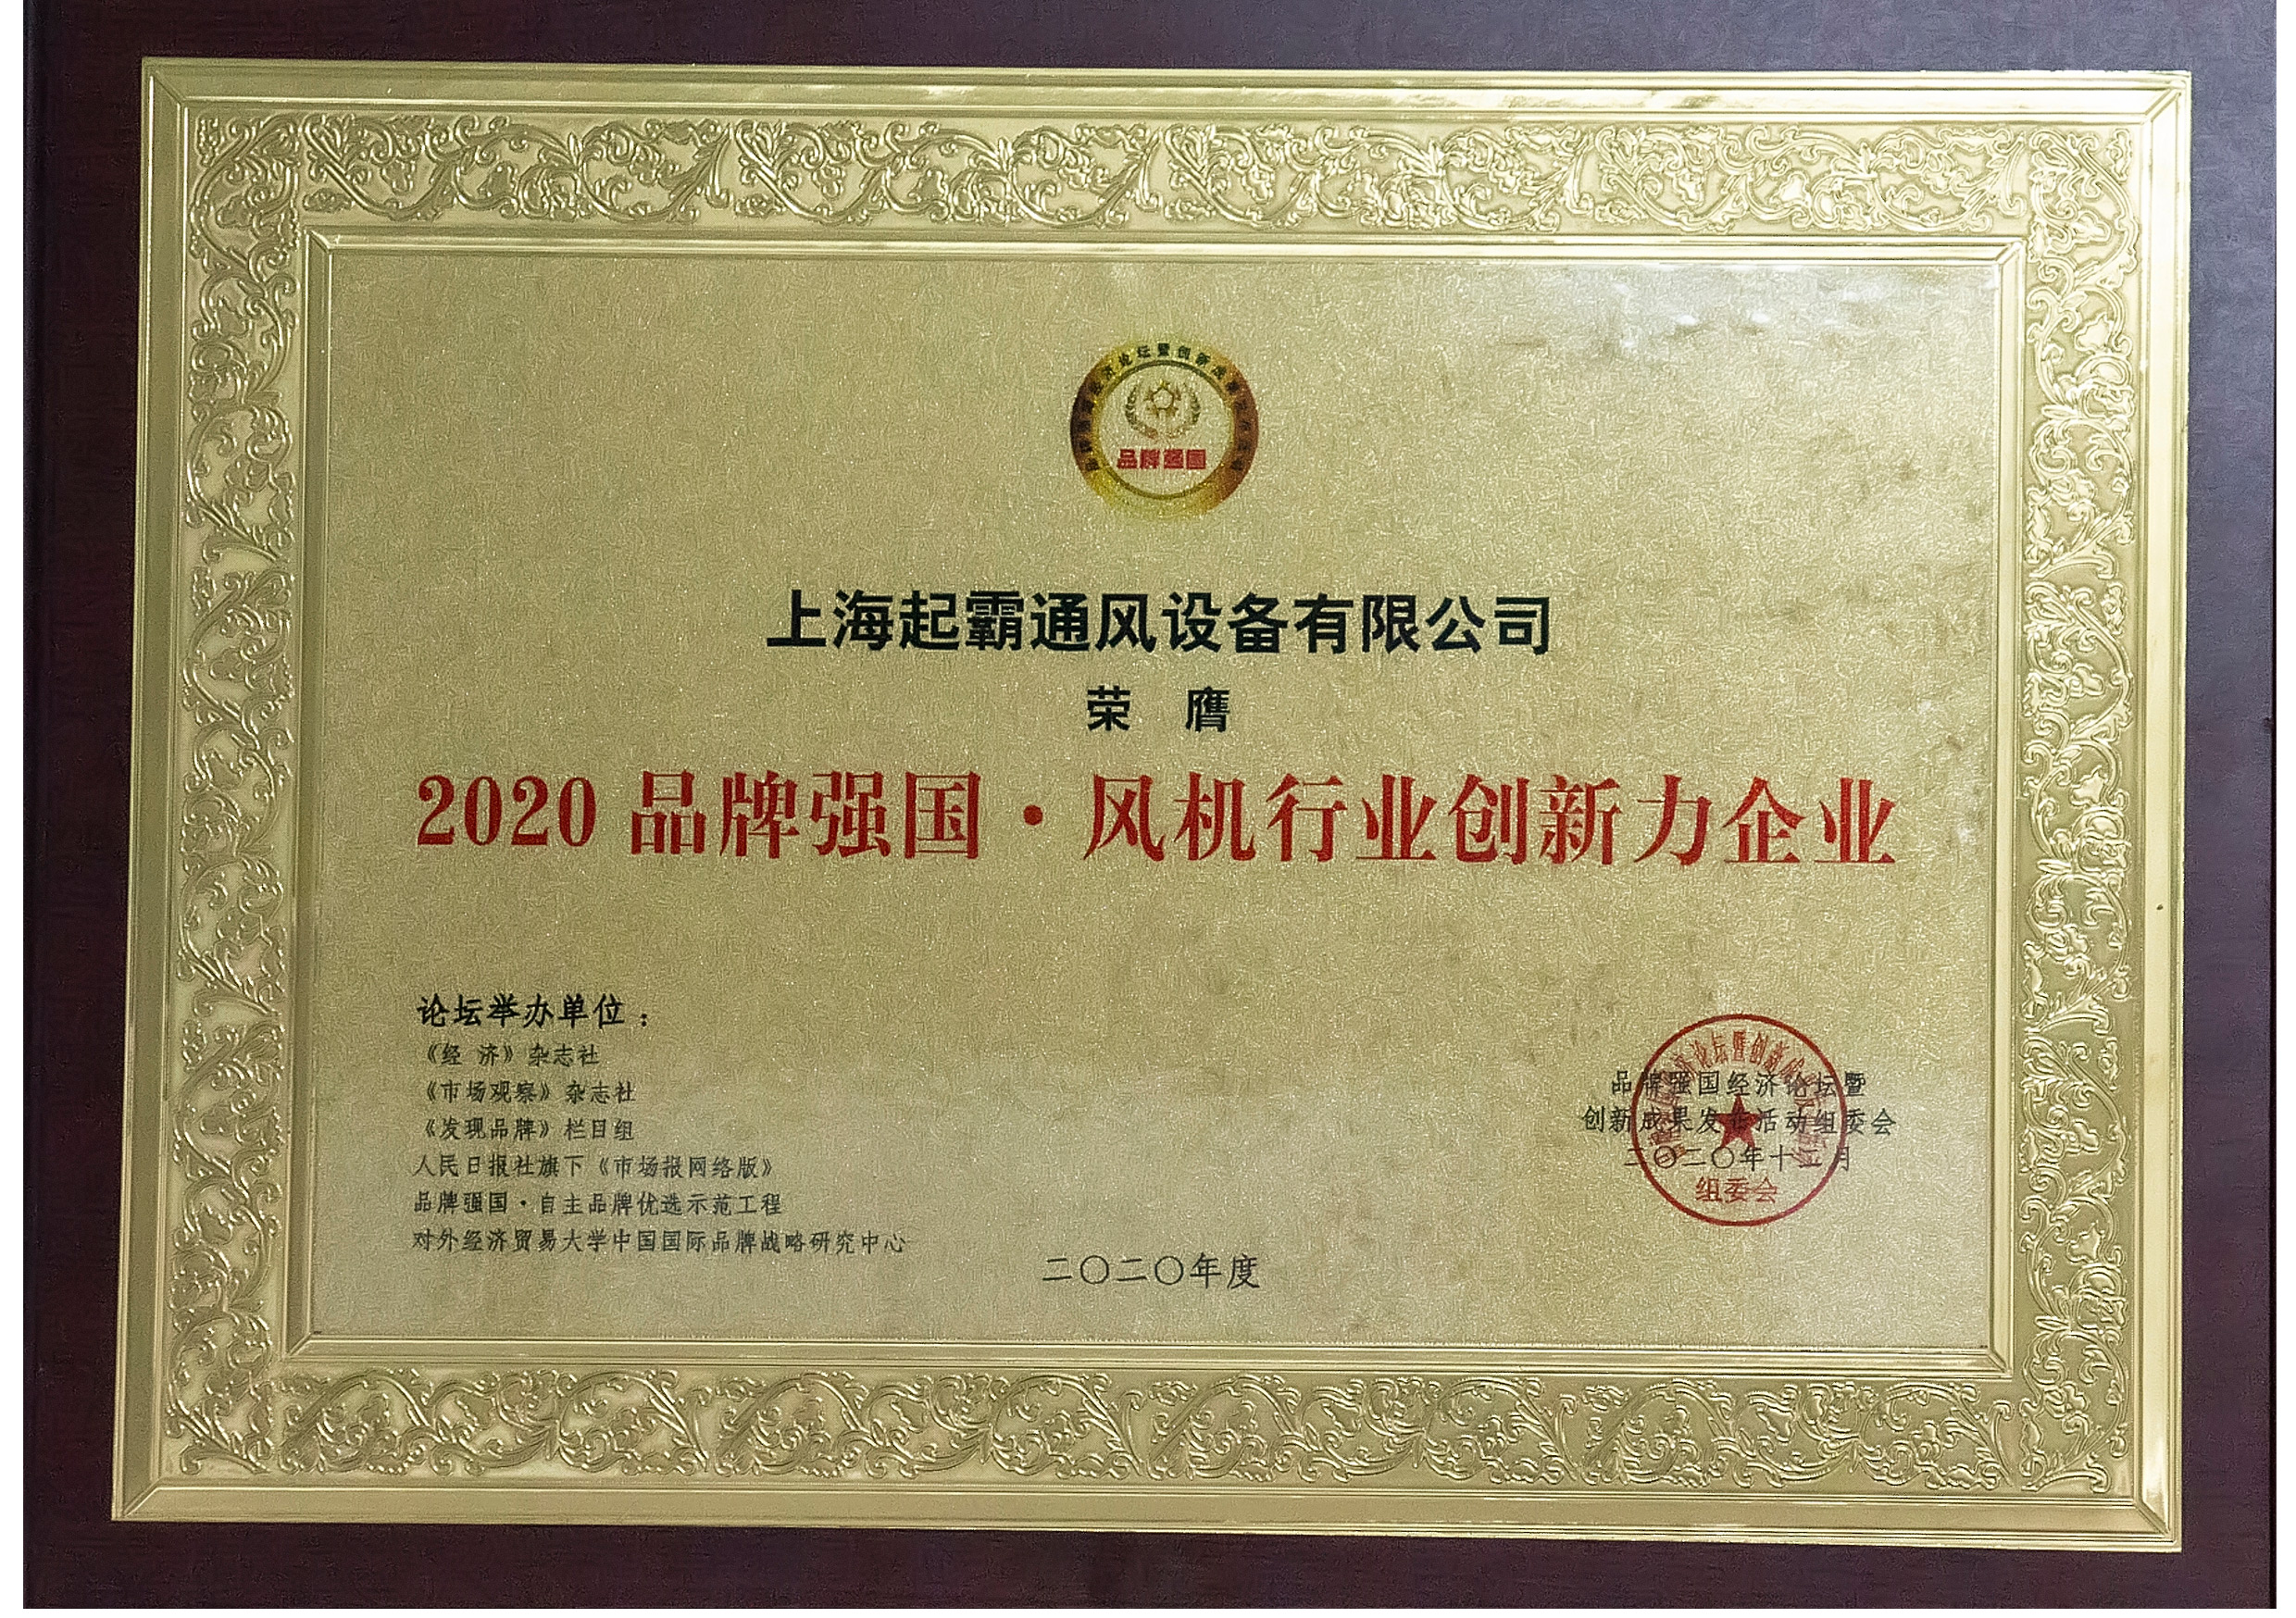 品牌强国
上海起霸通风设备有限公司
荣 膺
2020 品牌强国·风机行业创新力企业
论坛举办单位：
《经 济》杂志社
《市场观察》杂志社
《发现品牌》栏目组
人民日报社旗下《市场报网络版》
品牌强国·自主品牌优选示范工程
对外经济贸易大学中国国际品牌战略研究中心
品牌强国经济论坛暨
创新成果发布活动组委会
二〇二〇年十二月
组委会
二〇二〇年度